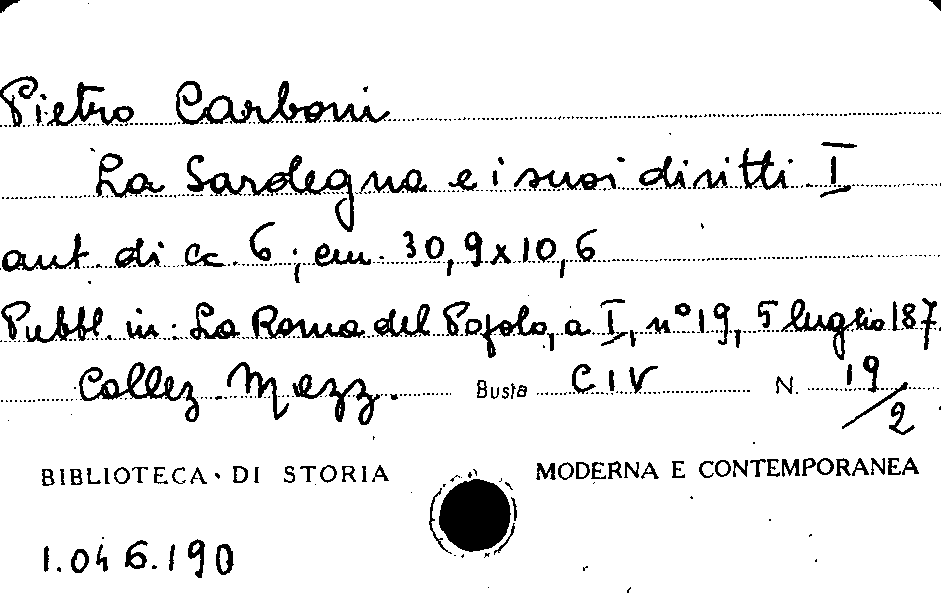 Pietro Carboni
La Sardegna e i suoi diritti I
aut. di cc. 6; cm. 30,9x10,6
Pubbl. in: La Roma del Popolo, a I, n° 19, 5 luglio 187
Collez. Mazz. Busta CIV N. 19/2
BIBLIOTECA DI STORIA MODERNA E CONTEMPORANEA
1.046.190